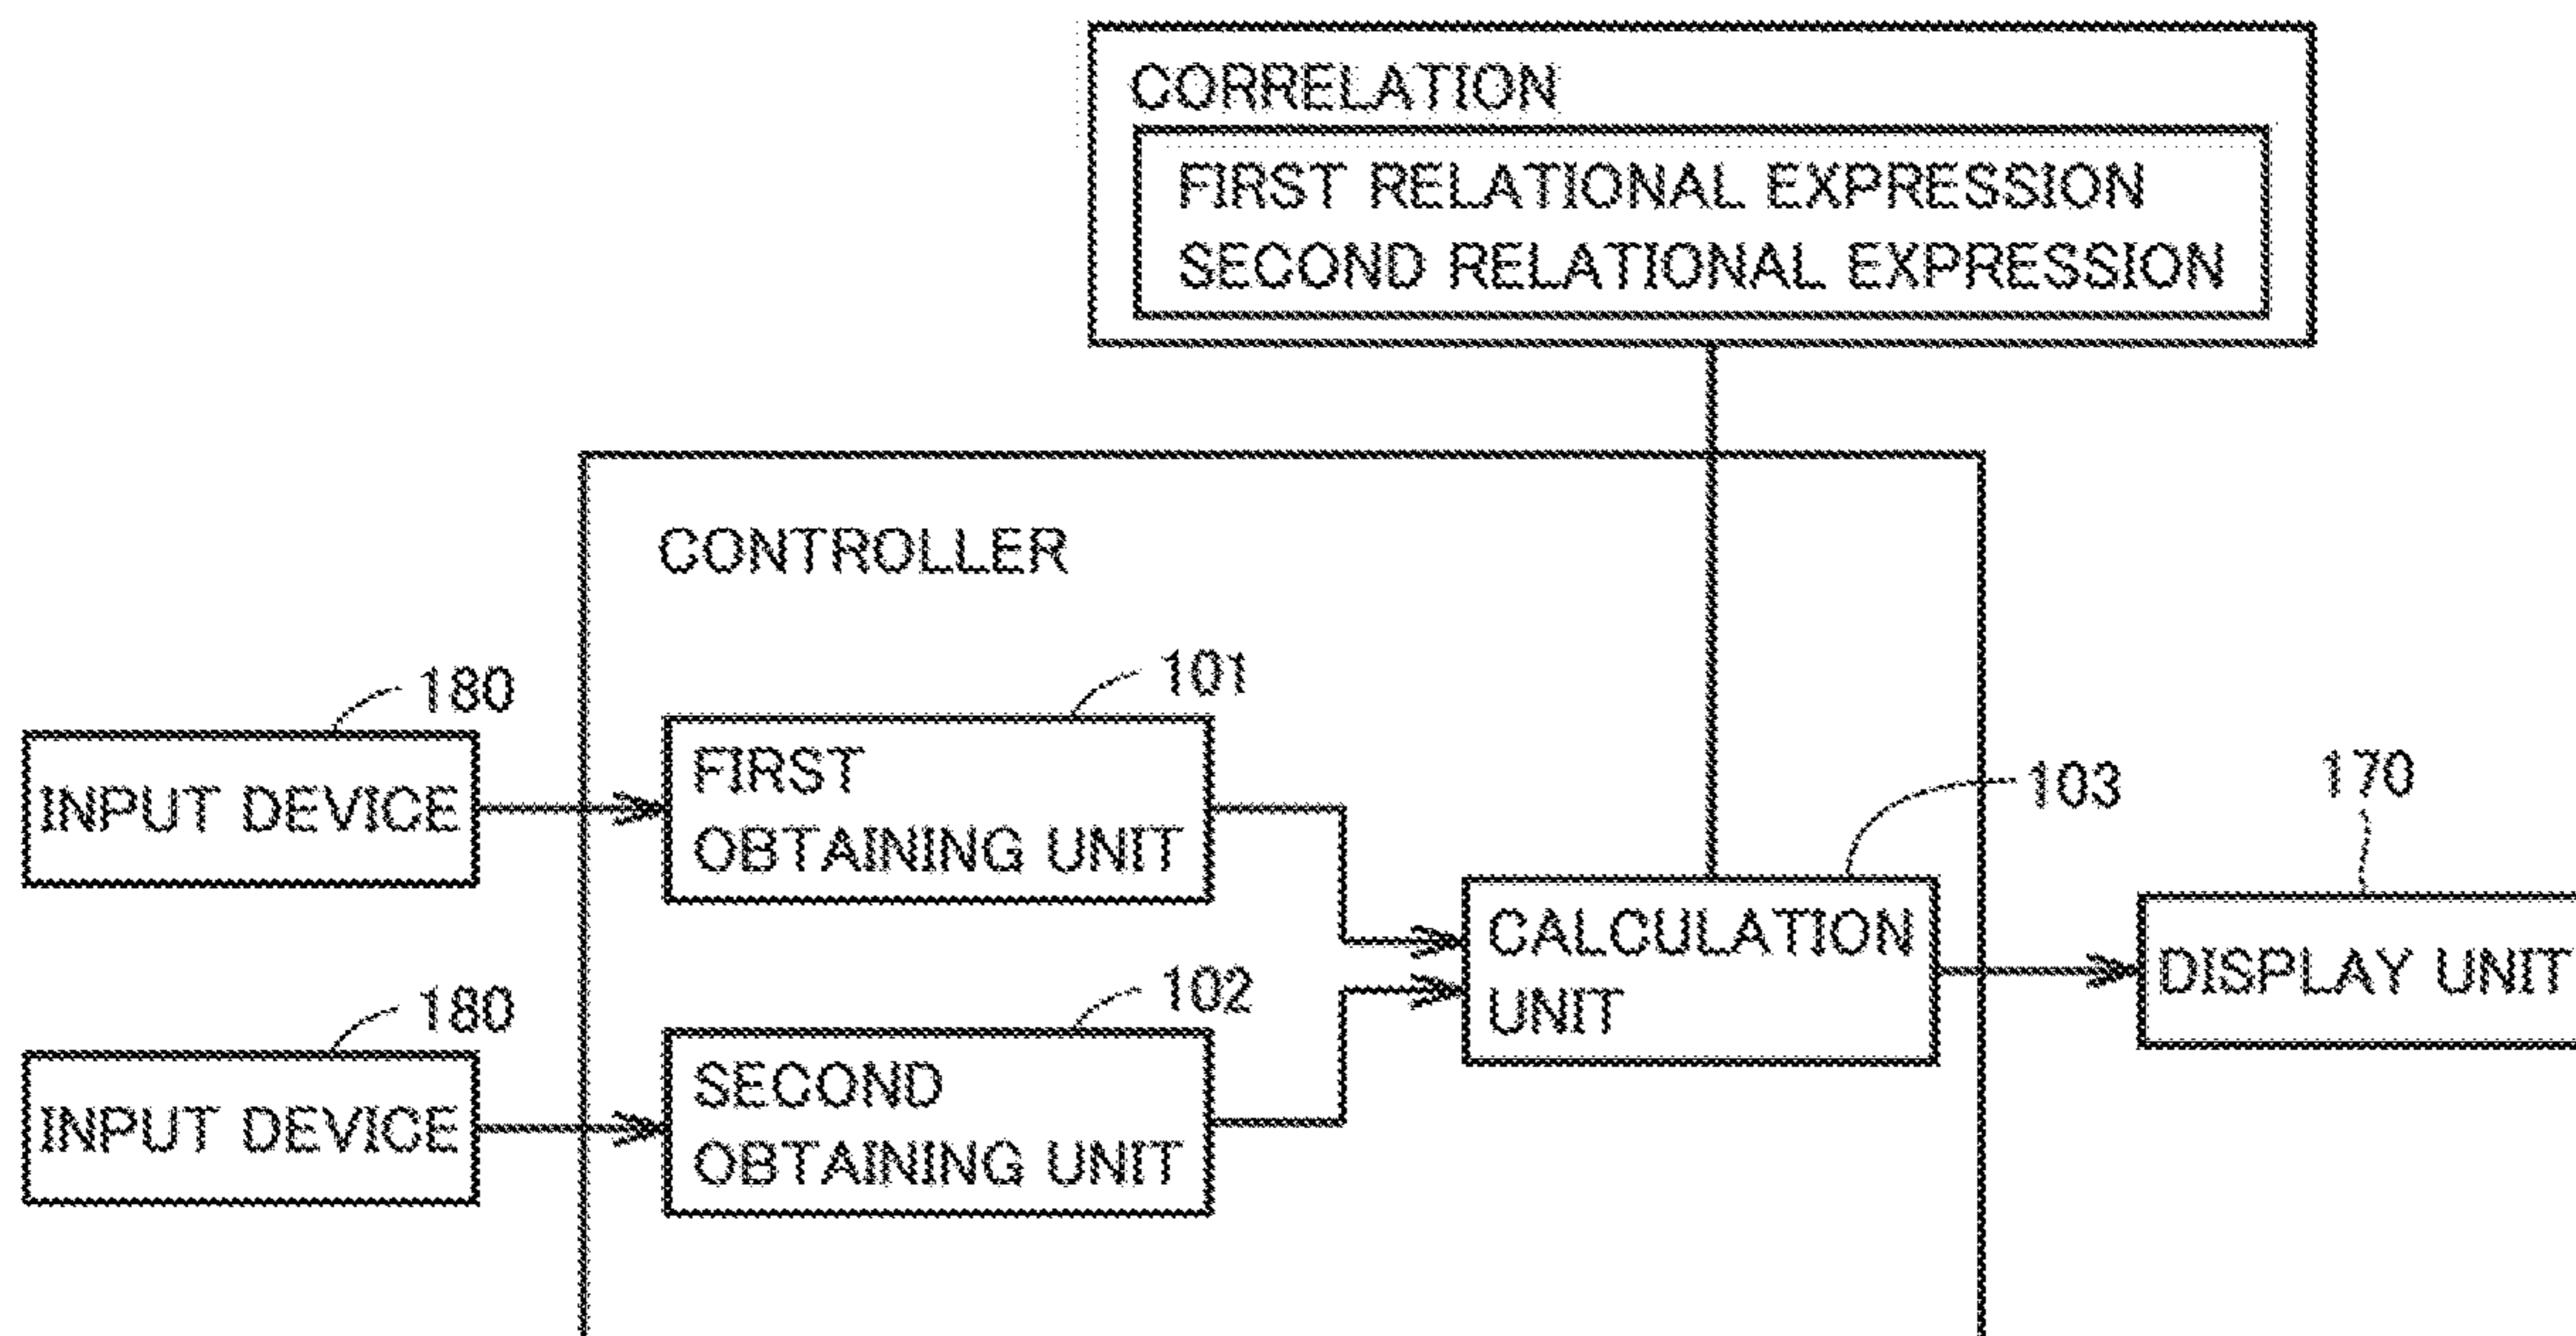 CORRELATION
FIRST RELATIONAL EXPRESSION
SECOND RELATIONAL EXPRESSION
CONTROLLER
180
101
INPUT DEVICE
FIRST
OBTAINING UNIT
103
170
CALCULATION
UNIT
DISPLAY UNIT
180
102
INPUT DEVICE
SECOND
OBTAINING UNIT